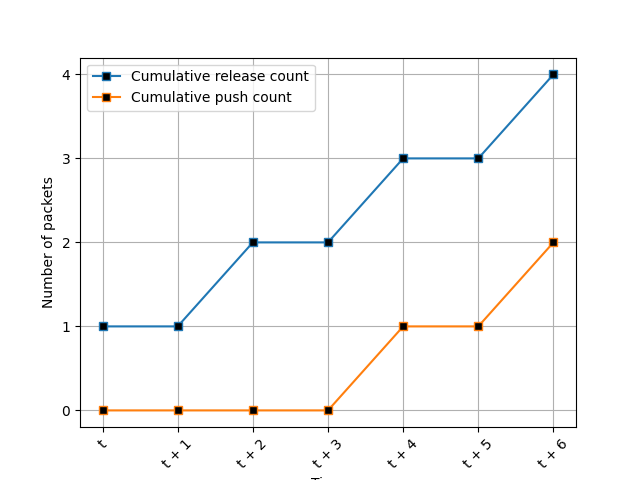 Cumulative release count
Cumulative push count
Number of packets
4
3
2
1
0
t
t + 1
t + 2
t + 3
t + 4
t + 5
t + 6